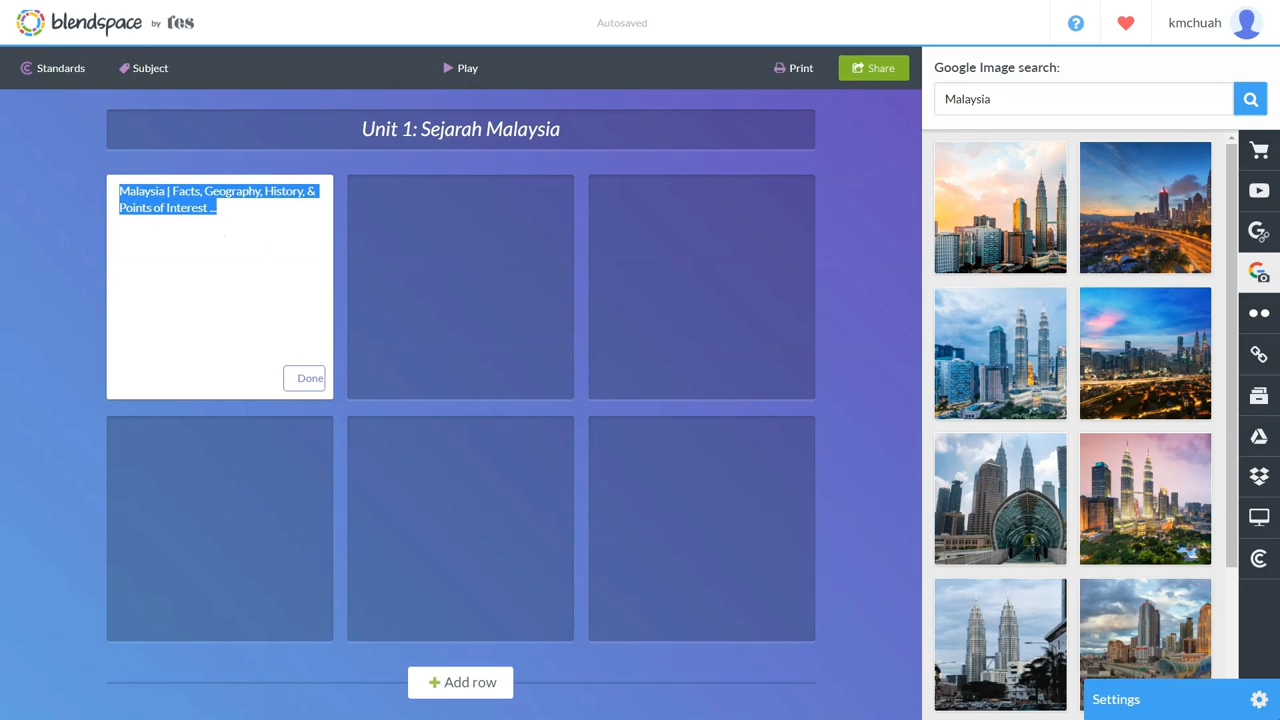 blendspace by tes
Autosaved
?
kmchuah
Standards
Subject
Play
Print
Share
Google Image search:
Malaysia
Unit 1: Sejarah Malaysia
Malaysia | Facts, Geography, History, &
Points of Interest ...
Done
Add row
Settings